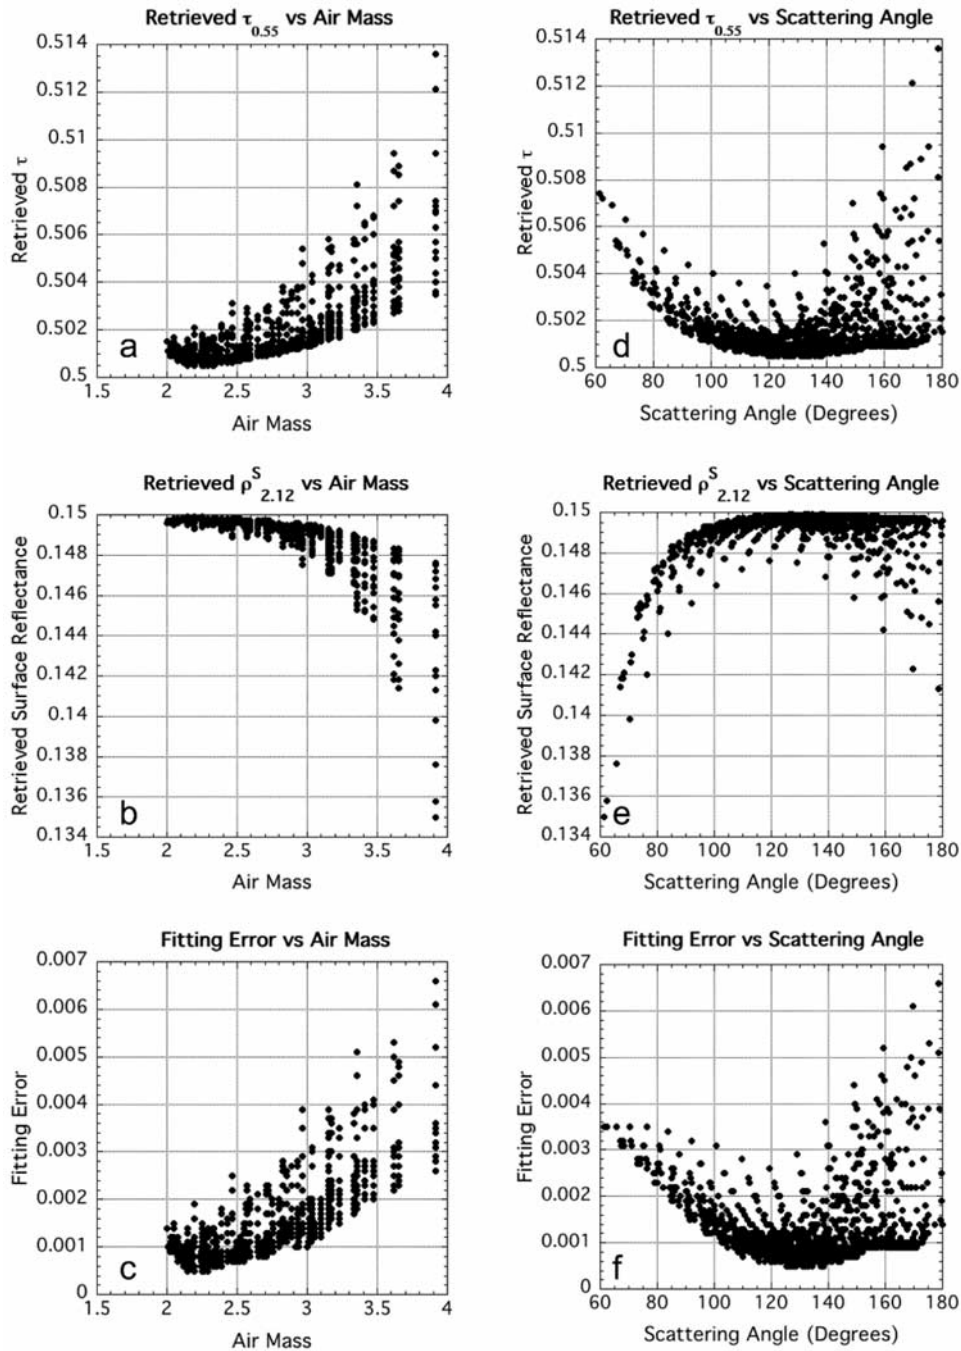 Retrieved τ0.55 vs Air Mass
0.514
0.512
0.51
0.508
0.506
0.504
0.502
0.5
Retrieved τ
a
1.5 2 2.5 3 3.5 4
Air Mass
Retrieved τ0.55 vs Scattering Angle
0.514
0.512
0.51
0.508
0.506
0.504
0.502
0.5
Retrieved τ
d
60 80 100 120 140 160 180
Scattering Angle (Degrees)
Retrieved ρS2.12 vs Air Mass
0.15
0.148
0.146
0.144
0.142
0.14
0.138
0.136
0.134
Retrieved Surface Reflectance
b
1.5 2 2.5 3 3.5 4
Air Mass
Retrieved ρS2.12 vs Scattering Angle
0.15
0.148
0.146
0.144
0.142
0.14
0.138
0.136
0.134
Retrieved Surface Reflectance
e
60 80 100 120 140 160 180
Scattering Angle (Degrees)
Fitting Error vs Air Mass
0.007
0.006
0.005
0.004
0.003
0.002
0.001
0
Fitting Error
c
1.5 2 2.5 3 3.5 4
Air Mass
Fitting Error vs Scattering Angle
0.007
0.006
0.005
0.004
0.003
0.002
0.001
0
Fitting Error
f
60 80 100 120 140 160 180
Scattering Angle (Degrees)